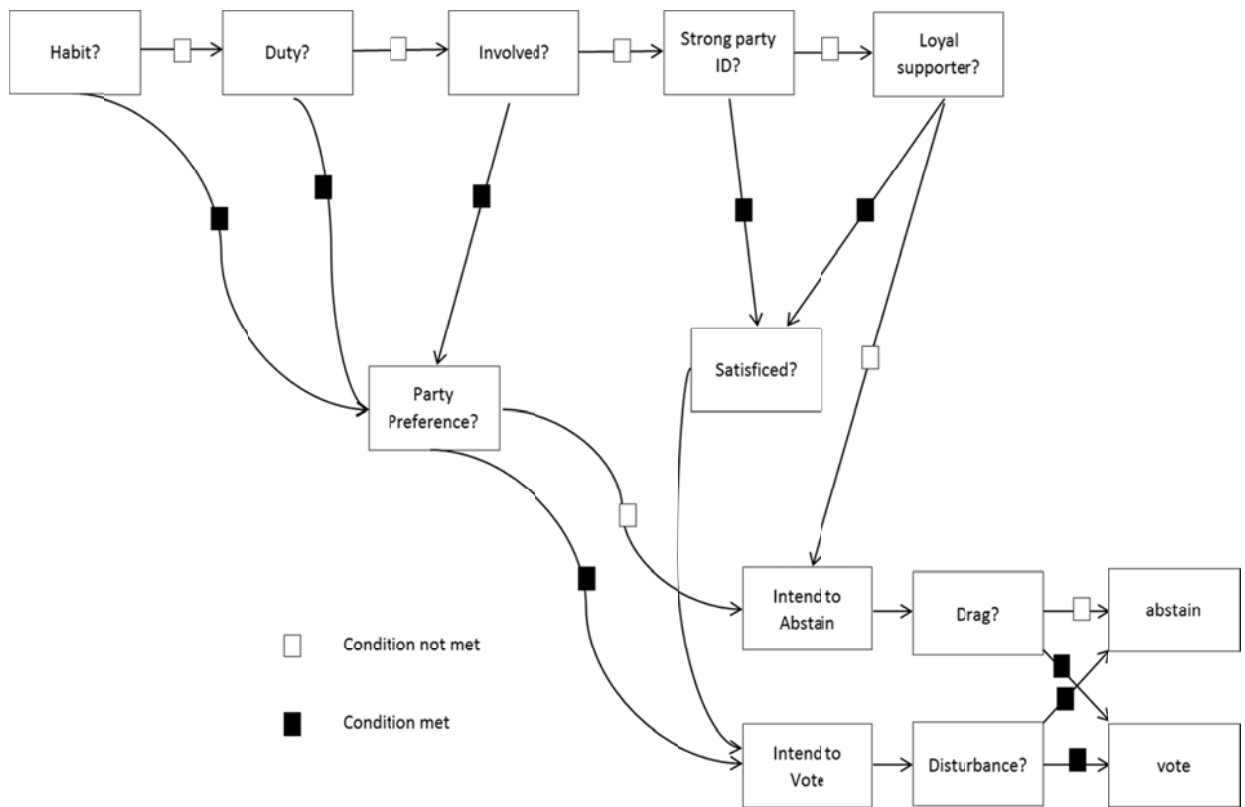 Habit?
Duty?
Involved?
Strong party
ID?
Loyal
supporter?
Satisficed?
Party
Preference?
Intend to
Abstain
Drag?
abstain
Condition not met
Condition met
Intend to
Vote
Disturbance?
vote